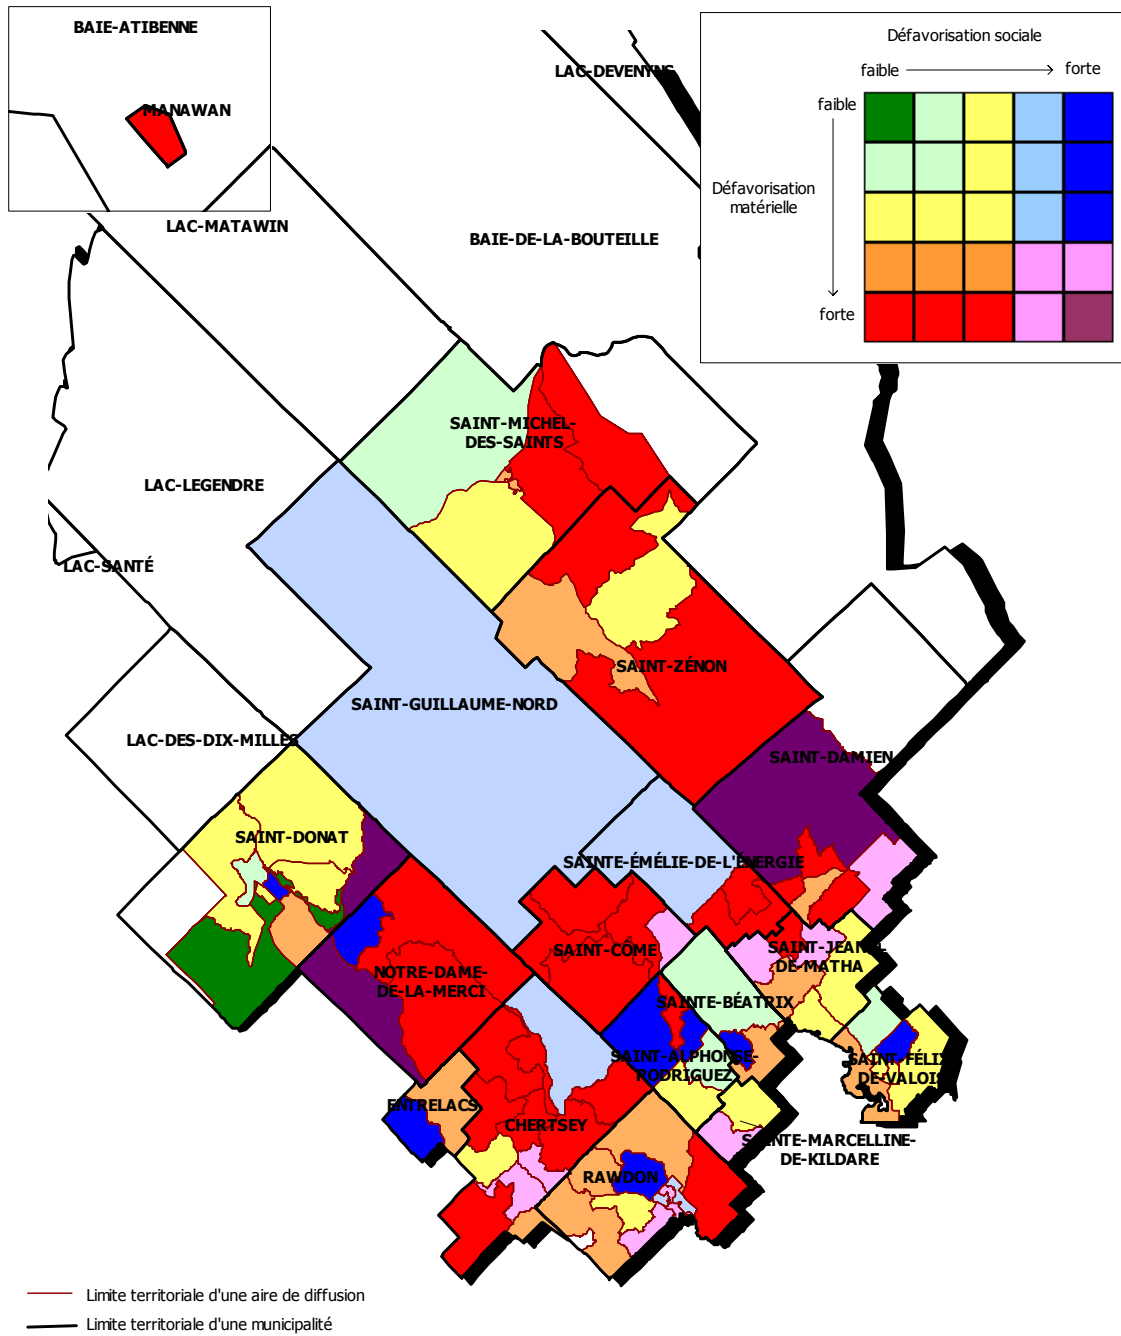 BAIE-ATIBENNE
MANAWAN
LAC-DEVENYNS
Défavorisation sociale
faible
forte
faible
Défavorisation
matérielle
forte
LAC-MATAWIN
BAIE-DE-LA-BOUTEILLE
SAINT-MICHEL-
DES-SAINTS
LAC-LEGENDRE
LAC-SANTÉ
SAINT-ZÉNON
SAINT-GUILLAUME-NORD
LAC-DES-DIX-MILLES
SAINT-DAMIEN
SAINT-DONAT
SAINTE-ÉMÉLIE-DE-L'ÉNERGIE
SAINT-CÔME
SAINT-JEAN-
DE-MATHA
NOTRE-DAME-
DE-LA-MERCI
SAINTE-BÉATRIX
SAINT-ALPHONSE-
RODRIGUEZ
SAINT-FÉLIX-
DE-VALOIS
ENTRELACS
CHERTSEY
SAINTE-MARCELLINE-
DE-KILDARE
RAWDON
Limite territoriale d'une aire de diffusion
Limite territoriale d'une municipalité